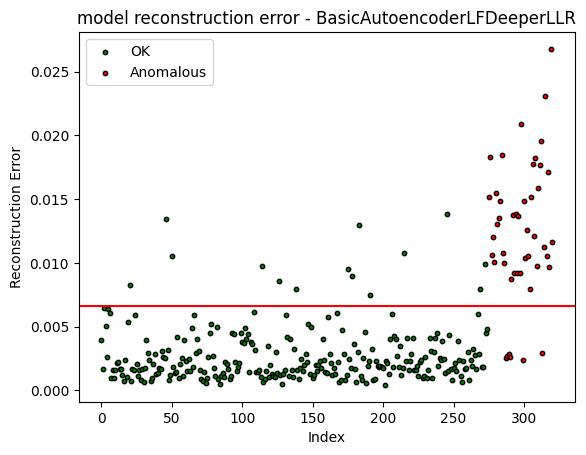 model reconstruction error - BasicAutoencoderLFDeeperLLR
OK
Anomalous
Reconstruction Error
0.025
0.020
0.015
0.010
0.005
0.000
0
50
100
150
200
250
300
Index